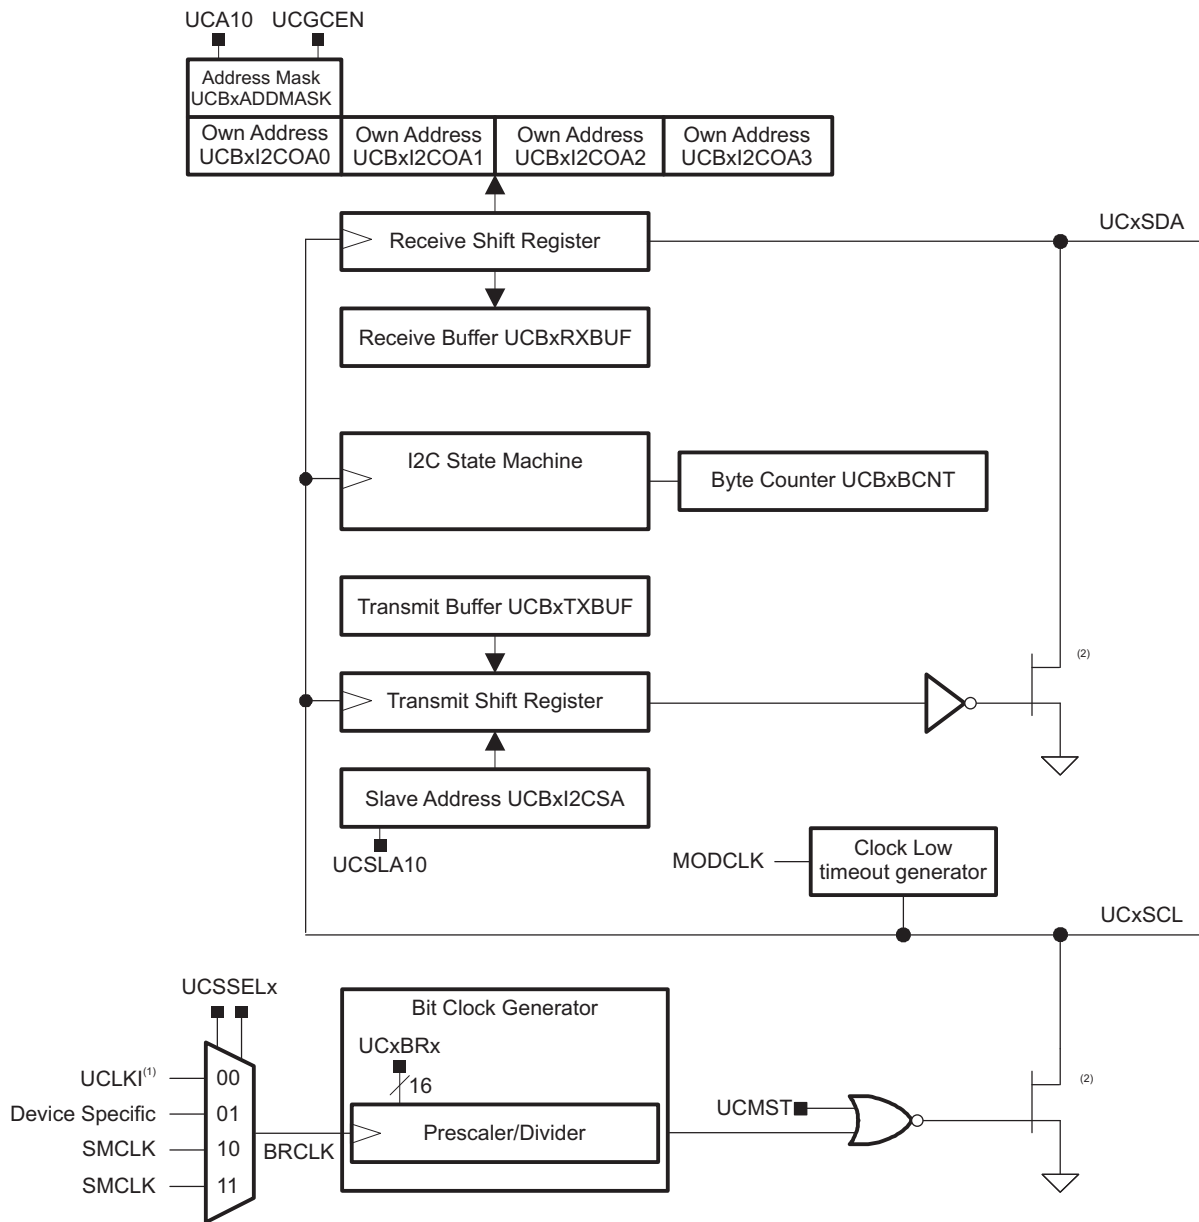 UCA10 UCGCEN
Address Mask
UCBxADDMASK
Own Address
UCBxI2COA0
Own Address
UCBxI2COA1
Own Address
UCBxI2COA2
Own Address
UCBxI2COA3
Receive Shift Register
UCxSDA
Receive Buffer UCBxRXBUF
I2C State Machine
Byte Counter UCBxBCNT
Transmit Buffer UCBxTXBUF
(2)
Transmit Shift Register
Slave Address UCBxI2CSA
UCSLA10
MODCLK
Clock Low
timeout generator
UCxSCL
UCSSELx
Bit Clock Generator
UCxBRx
16
UCLKI(1)
00
Device Specific
01
SMCLK
10
SMCLK
11
BRCLK
Prescaler/Divider
UCMST
(2)